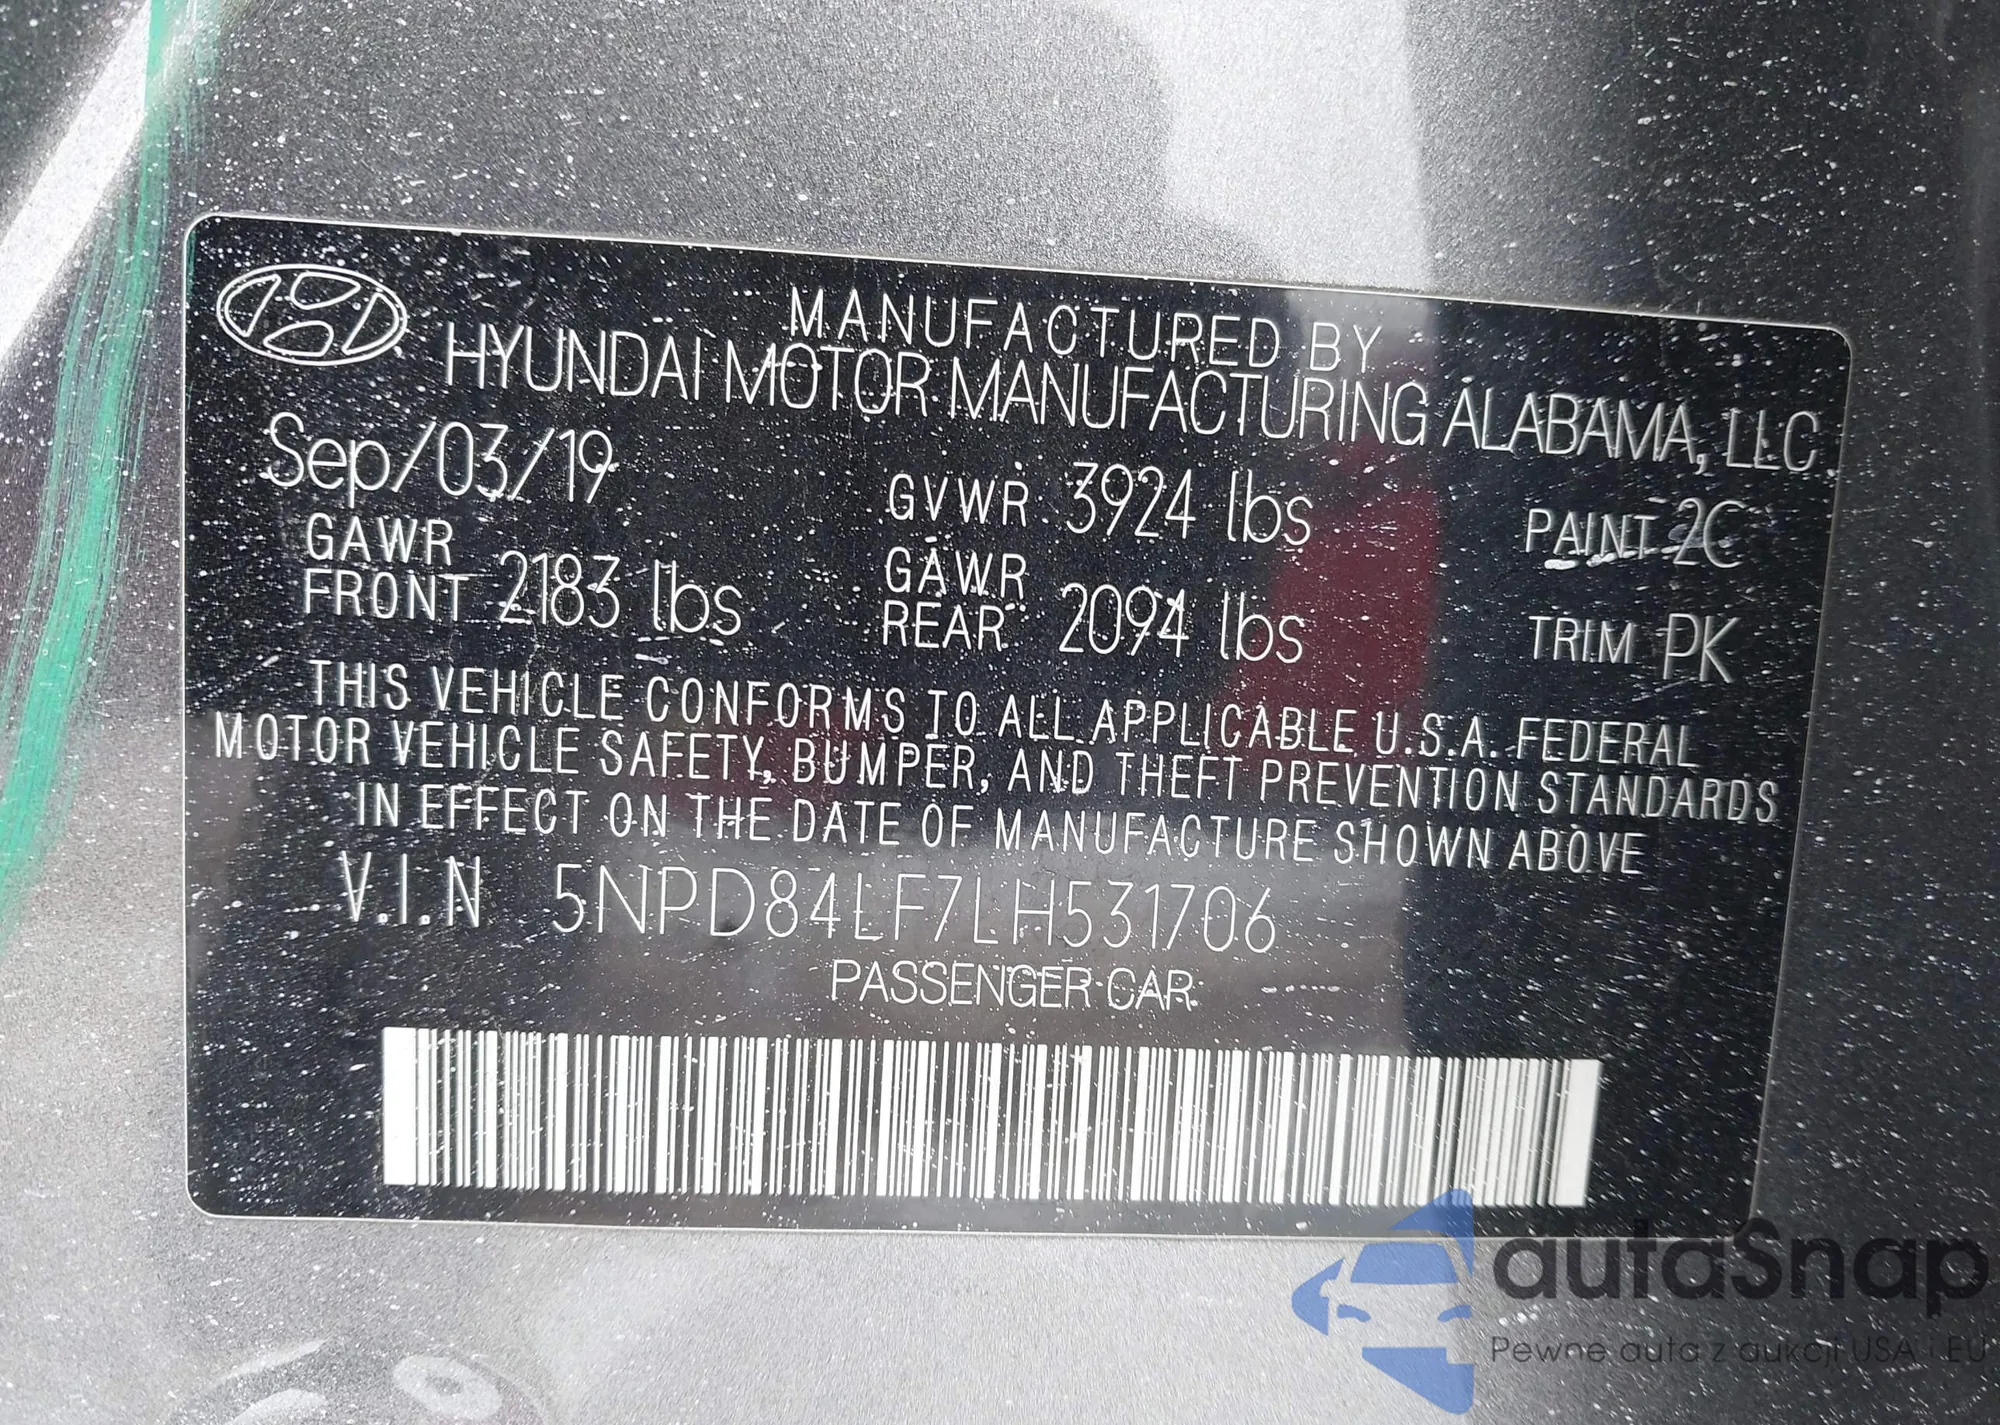 MANUFACTURED BY
HYUNDAI MOTOR MANUFACTURING ALABAMA, LLC
Sep/03/19
GVWR 3924 lbs
PAINT 2C
GAWR
FRONT 2183 lbs
GAWR
REAR 2094 lbs
TRIM PK
THIS VEHICLE CONFORMS TO ALL APPLICABLE U.S.A. FEDERAL
MOTOR VEHICLE SAFETY, BUMPER, AND THEFT PREVENTION STANDARDS
IN EFFECT ON THE DATE OF MANUFACTURE SHOWN ABOVE
V.I.N 5NPD84LF7LH531706
PASSENGER CAR
autaSnap
Pewne auta z aukcji USA i EU